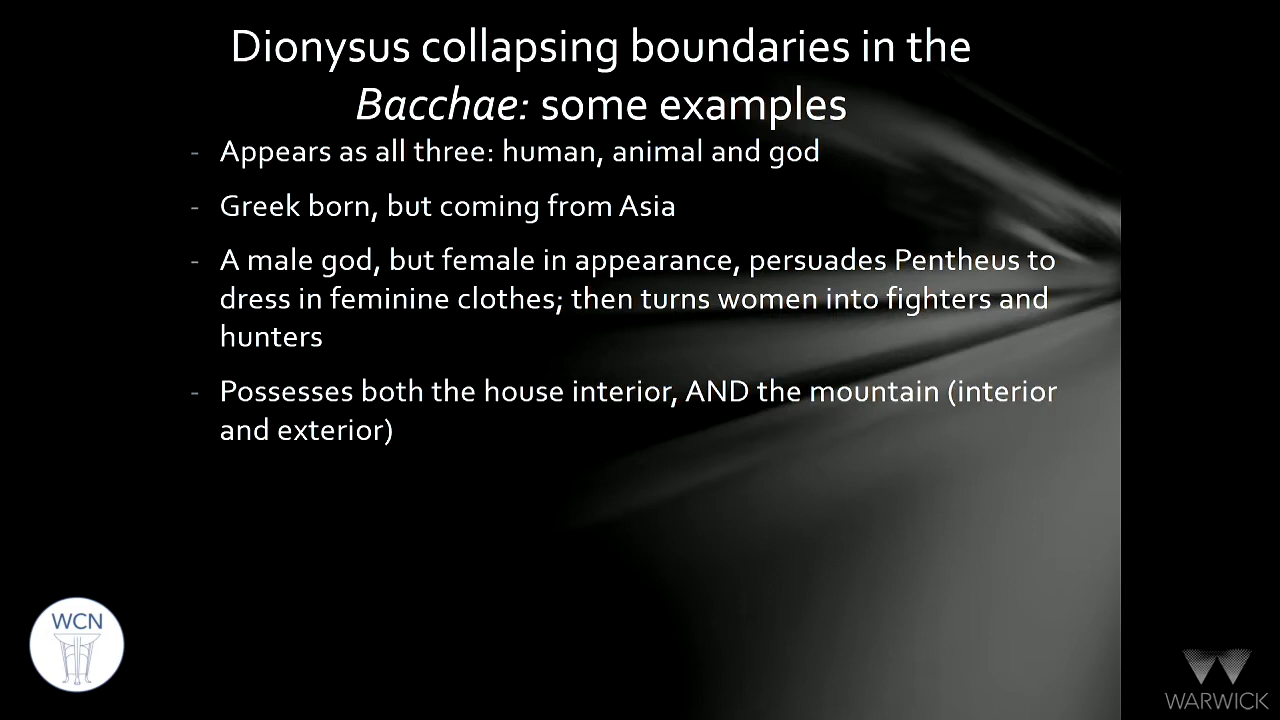 Dionysus collapsing boundaries in the
Bacchae: some examples
- Appears as all three: human, animal and god
- Greek born, but coming from Asia
- A male god, but female in appearance, persuades Pentheus to
dress in feminine clothes; then turns women into fighters and
hunters
- Possesses both the house interior, AND the mountain (interior
and exterior)
WCN
WARWICK